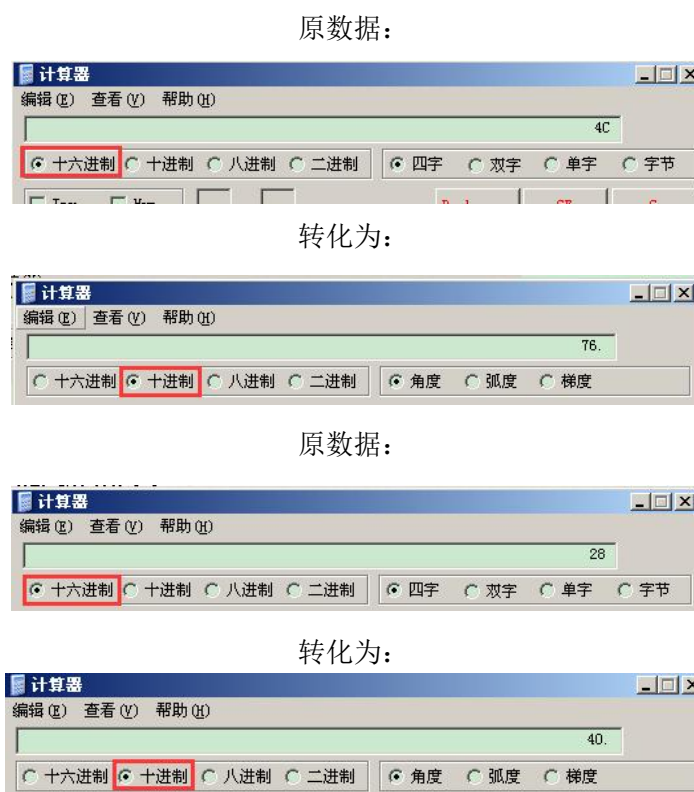 原数据：
计算器
编辑(E) 查看(V) 帮助(H)
4C
十六进制 十进制 八进制 二进制 四字 双字 单字 字节
转化为：
计算器
编辑(E) 查看(V) 帮助(H)
76.
十六进制 十进制 八进制 二进制 角度 弧度 梯度
原数据：
计算器
编辑(E) 查看(V) 帮助(H)
28
十六进制 十进制 八进制 二进制 四字 双字 单字 字节
转化为：
计算器
编辑(E) 查看(V) 帮助(H)
40.
十六进制 十进制 八进制 二进制 角度 弧度 梯度